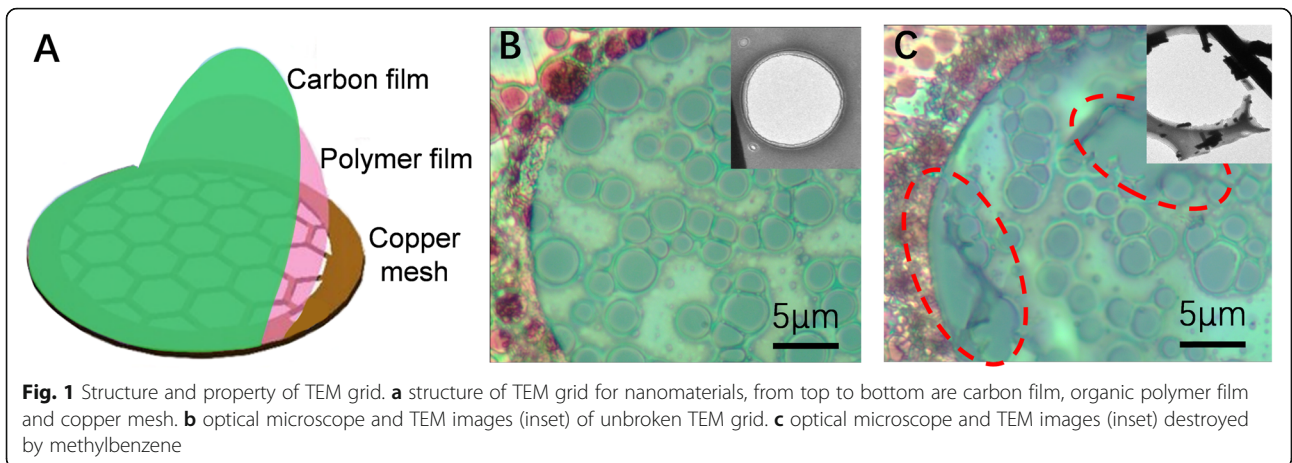 A
Carbon film
Polymer film
Copper
mesh
B
5μm
C
5μm
Fig. 1 Structure and property of TEM grid. a structure of TEM grid for nanomaterials, from top to bottom are carbon film, organic polymer film
and copper mesh. b optical microscope and TEM images (inset) of unbroken TEM grid. c optical microscope and TEM images (inset) destroyed
by methylbenzene